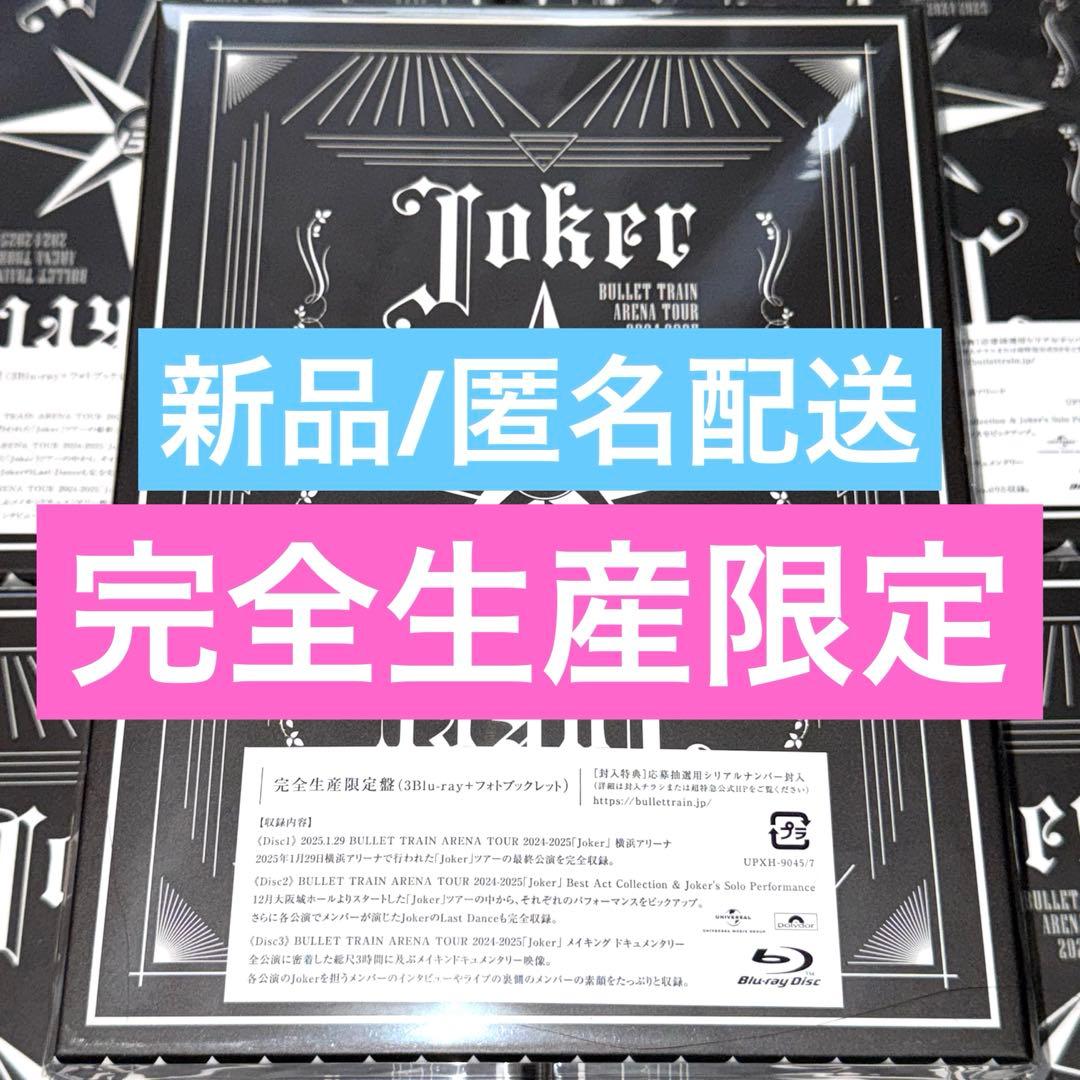 Joker
BULLET TRAIN
ARENA TOUR
新品/匿名配送
完全生産限定
完全生産限定盤(3Blu-ray+フォトブックレット)
[封入特典]応募抽選用シリアルナンバー封入
(詳細は封入チラシまたは超特急公式HPをご覧ください)
https://bullettrain.jp/
【収録内容】
《Disc1》2025.1.29 BULLET TRAIN ARENA TOUR 2024-2025「Joker」横浜アリーナ
2025年1月29日横浜アリーナで行われた「Joker」ツアーの最終公演を完全収録。
プラ
UPXH-9045/7
《Disc2》BULLET TRAIN ARENA TOUR 2024-2025「Joker」Best Act Collection & Joker's Solo Performance
12月大阪城ホールよりスタートした「Joker」ツアーの中から、それぞれのパフォーマンスをピックアップ。
さらに各公演でメンバーが演じたJokerのLast Danceも完全収録。
UNIVERSAL
UNIVERSAL MUSIC GROUP
polydor
《Disc3》BULLET TRAIN ARENA TOUR 2024-2025「Joker」メイキング ドキュメンタリー
全公演に密着した総尺3時間に及ぶメイキンドキュメンタリー映像。
各公演のJokerを担うメンバーのインタビューやライブの裏側のメンバーの素顔をたっぷりと収録。
Blu-ray Disc